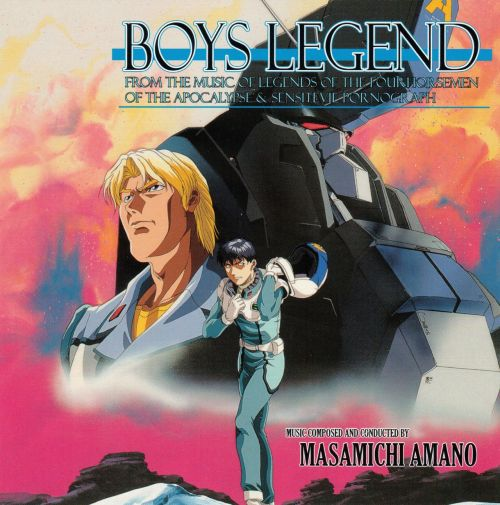 BOYS LEGEND
FROM THE MUSIC OF LEGENDS OF THE FOUR HORSEMEN
OF THE APOCALYPSE & SENSITEVE PORNOGRAPH
MUSIC COMPOSED AND CONDUCTED BY
MASAMICHI AMANO